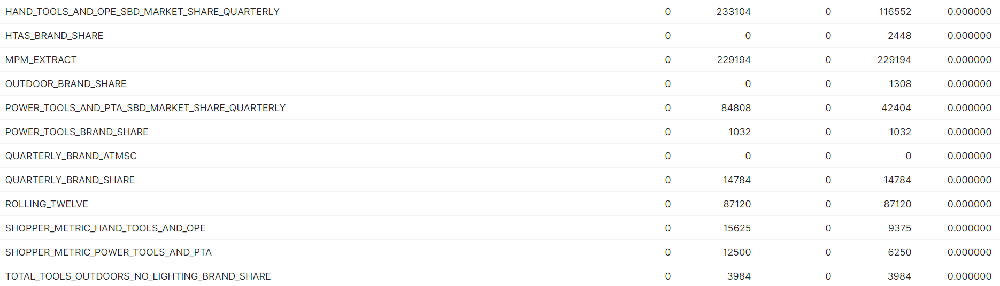 HAND_TOOLS_AND_OPE_SBD_MARKET_SHARE_QUARTERLY 0 233104 0 116552 0.000000
HTAS_BRAND_SHARE 0 0 0 2448 0.000000
MPM_EXTRACT 0 229194 0 229194 0.000000
OUTDOOR_BRAND_SHARE 0 0 0 1308 0.000000
POWER_TOOLS_AND_PTA_SBD_MARKET_SHARE_QUARTERLY 0 84808 0 42404 0.000000
POWER_TOOLS_BRAND_SHARE 0 1032 0 1032 0.000000
QUARTERLY_BRAND_ATMSC 0 0 0 0 0.000000
QUARTERLY_BRAND_SHARE 0 14784 0 14784 0.000000
ROLLING_TWELVE 0 87120 0 87120 0.000000
SHOPPER_METRIC_HAND_TOOLS_AND_OPE 0 15625 0 9375 0.000000
SHOPPER_METRIC_POWER_TOOLS_AND_PTA 0 12500 0 6250 0.000000
TOTAL_TOOLS_OUTDOORS_NO_LIGHTING_BRAND_SHARE 0 3984 0 3984 0.000000